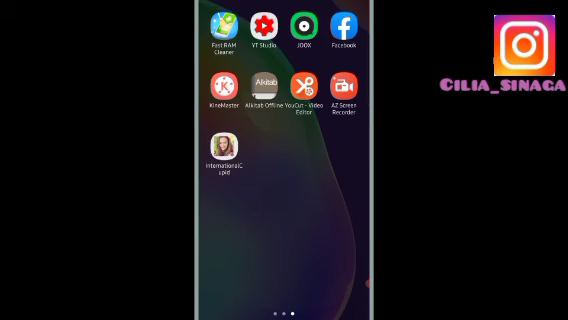 Fast RAM
Cleaner
YT Studio
JOOX
Facebook
CILIA_SINAGA
KineMaster
Alkitab
Alkitab Offline
YouCut - Video
Editor
AZ Screen
Recorder
InternationalC
upid